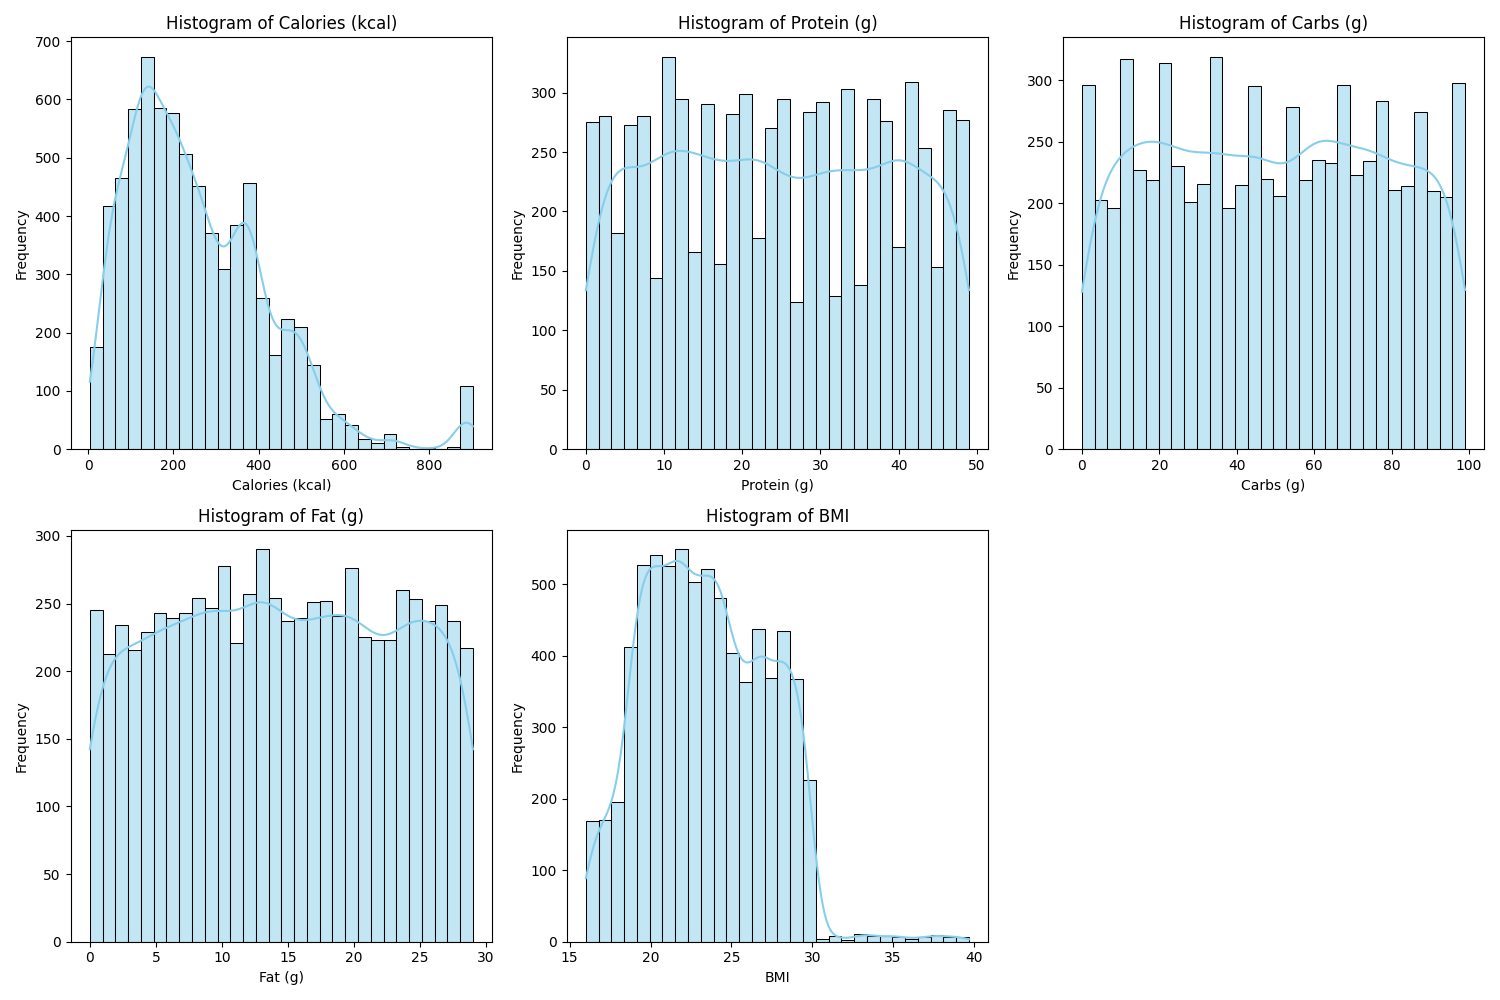 Histogram of Calories (kcal)
700
600
500
400
300
200
100
0
Frequency
0 200 400 600 800
Calories (kcal)
Histogram of Protein (g)
300
250
200
150
100
50
0
Frequency
0 10 20 30 40 50
Protein (g)
Histogram of Carbs (g)
300
250
200
150
100
50
0
Frequency
0 20 40 60 80 100
Carbs (g)
Histogram of Fat (g)
300
250
200
150
100
50
0
Frequency
0 5 10 15 20 25 30
Fat (g)
Histogram of BMI
500
400
300
200
100
0
Frequency
15 20 25 30 35 40
BMI